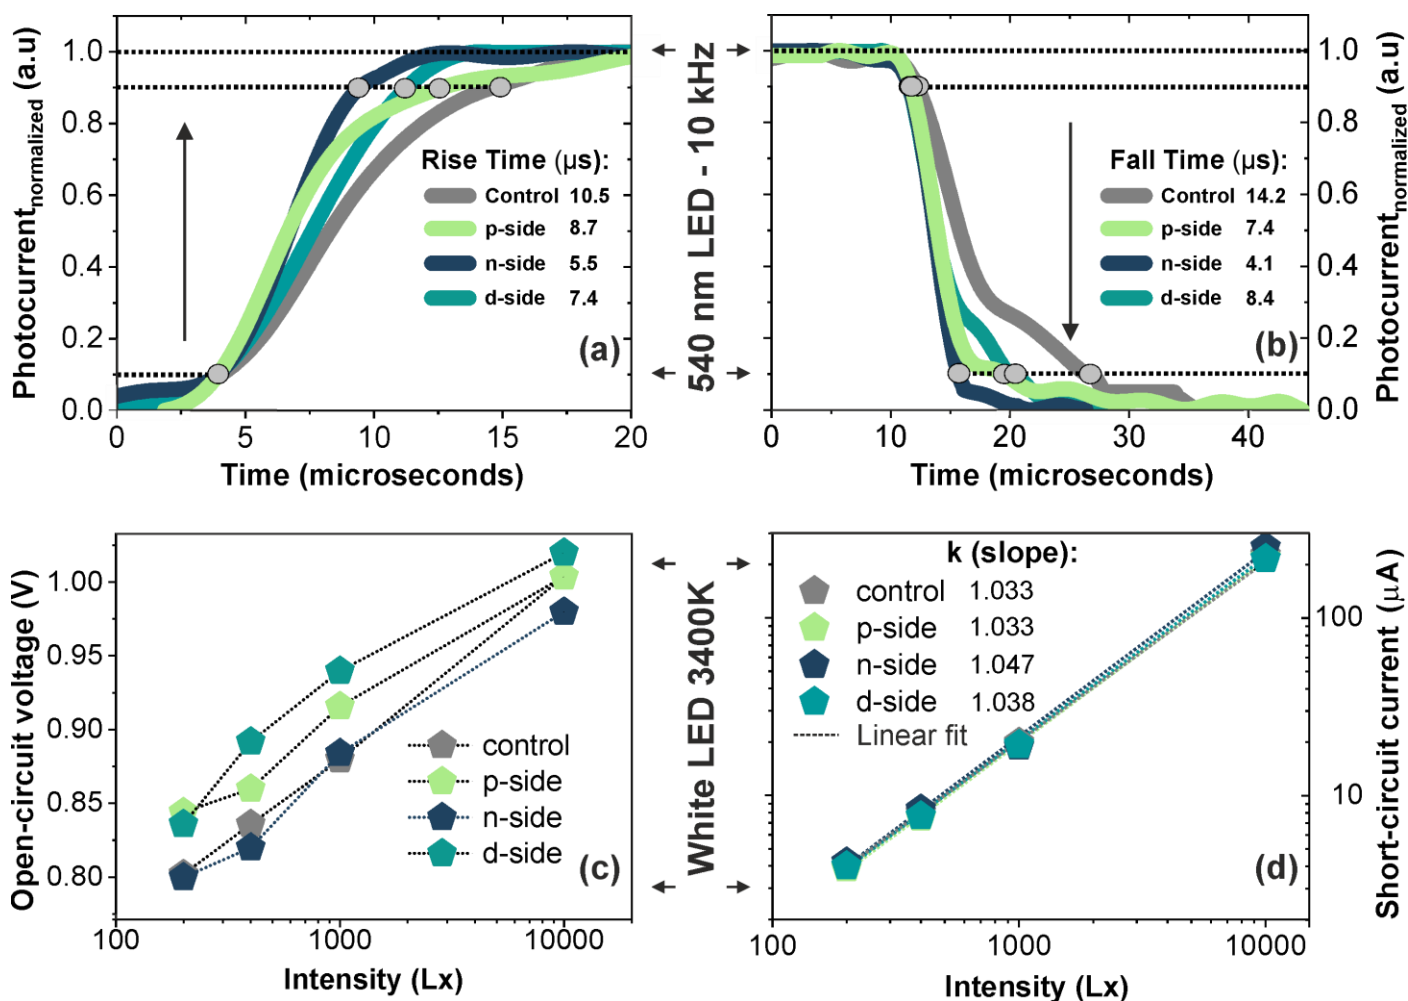 Photocurrent normalized (a.u)
1.0
0.8
0.6
0.4
0.2
0.0
Rise Time (µs):
Control 10.5
p-side 8.7
n-side 5.5
d-side 7.4
(a)
0 5 10 15 20
Time (microseconds)
540 nm LED - 10 kHz
Fall Time (µs):
Control 14.2
p-side 7.4
n-side 4.1
d-side 8.4
(b)
0 10 20 30 40
Time (microseconds)
1.0
0.8
0.6
0.4
0.2
0.0
Photocurrent normalized (a.u)
Open-circuit voltage (V)
1.00
0.95
0.90
0.85
0.80
control
p-side
n-side
d-side
(c)
100 1000 10000
Intensity (Lx)
White LED 3400K
k (slope):
control 1.033
p-side 1.033
n-side 1.047
d-side 1.038
Linear fit
(d)
100 1000 10000
Intensity (Lx)
100
10
Short-circuit current (µA)